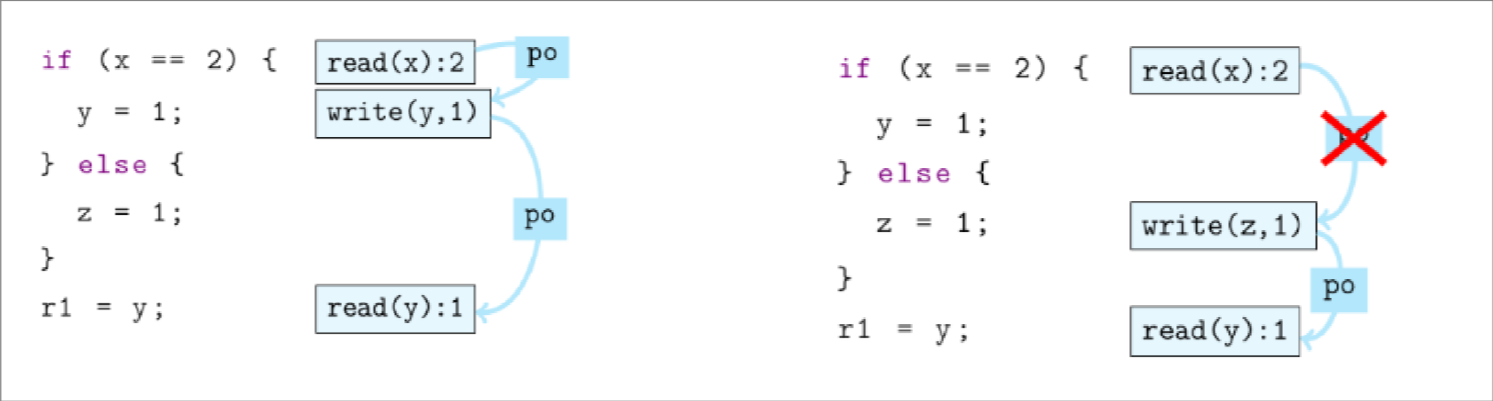 if (x == 2) {
y = 1;
} else {
z = 1;
}
r1 = y;
read(x):2
po
write(y,1)
po
read(y):1
if (x == 2) {
y = 1;
} else {
z = 1;
}
r1 = y;
read(x):2
po
write(z,1)
po
read(y):1